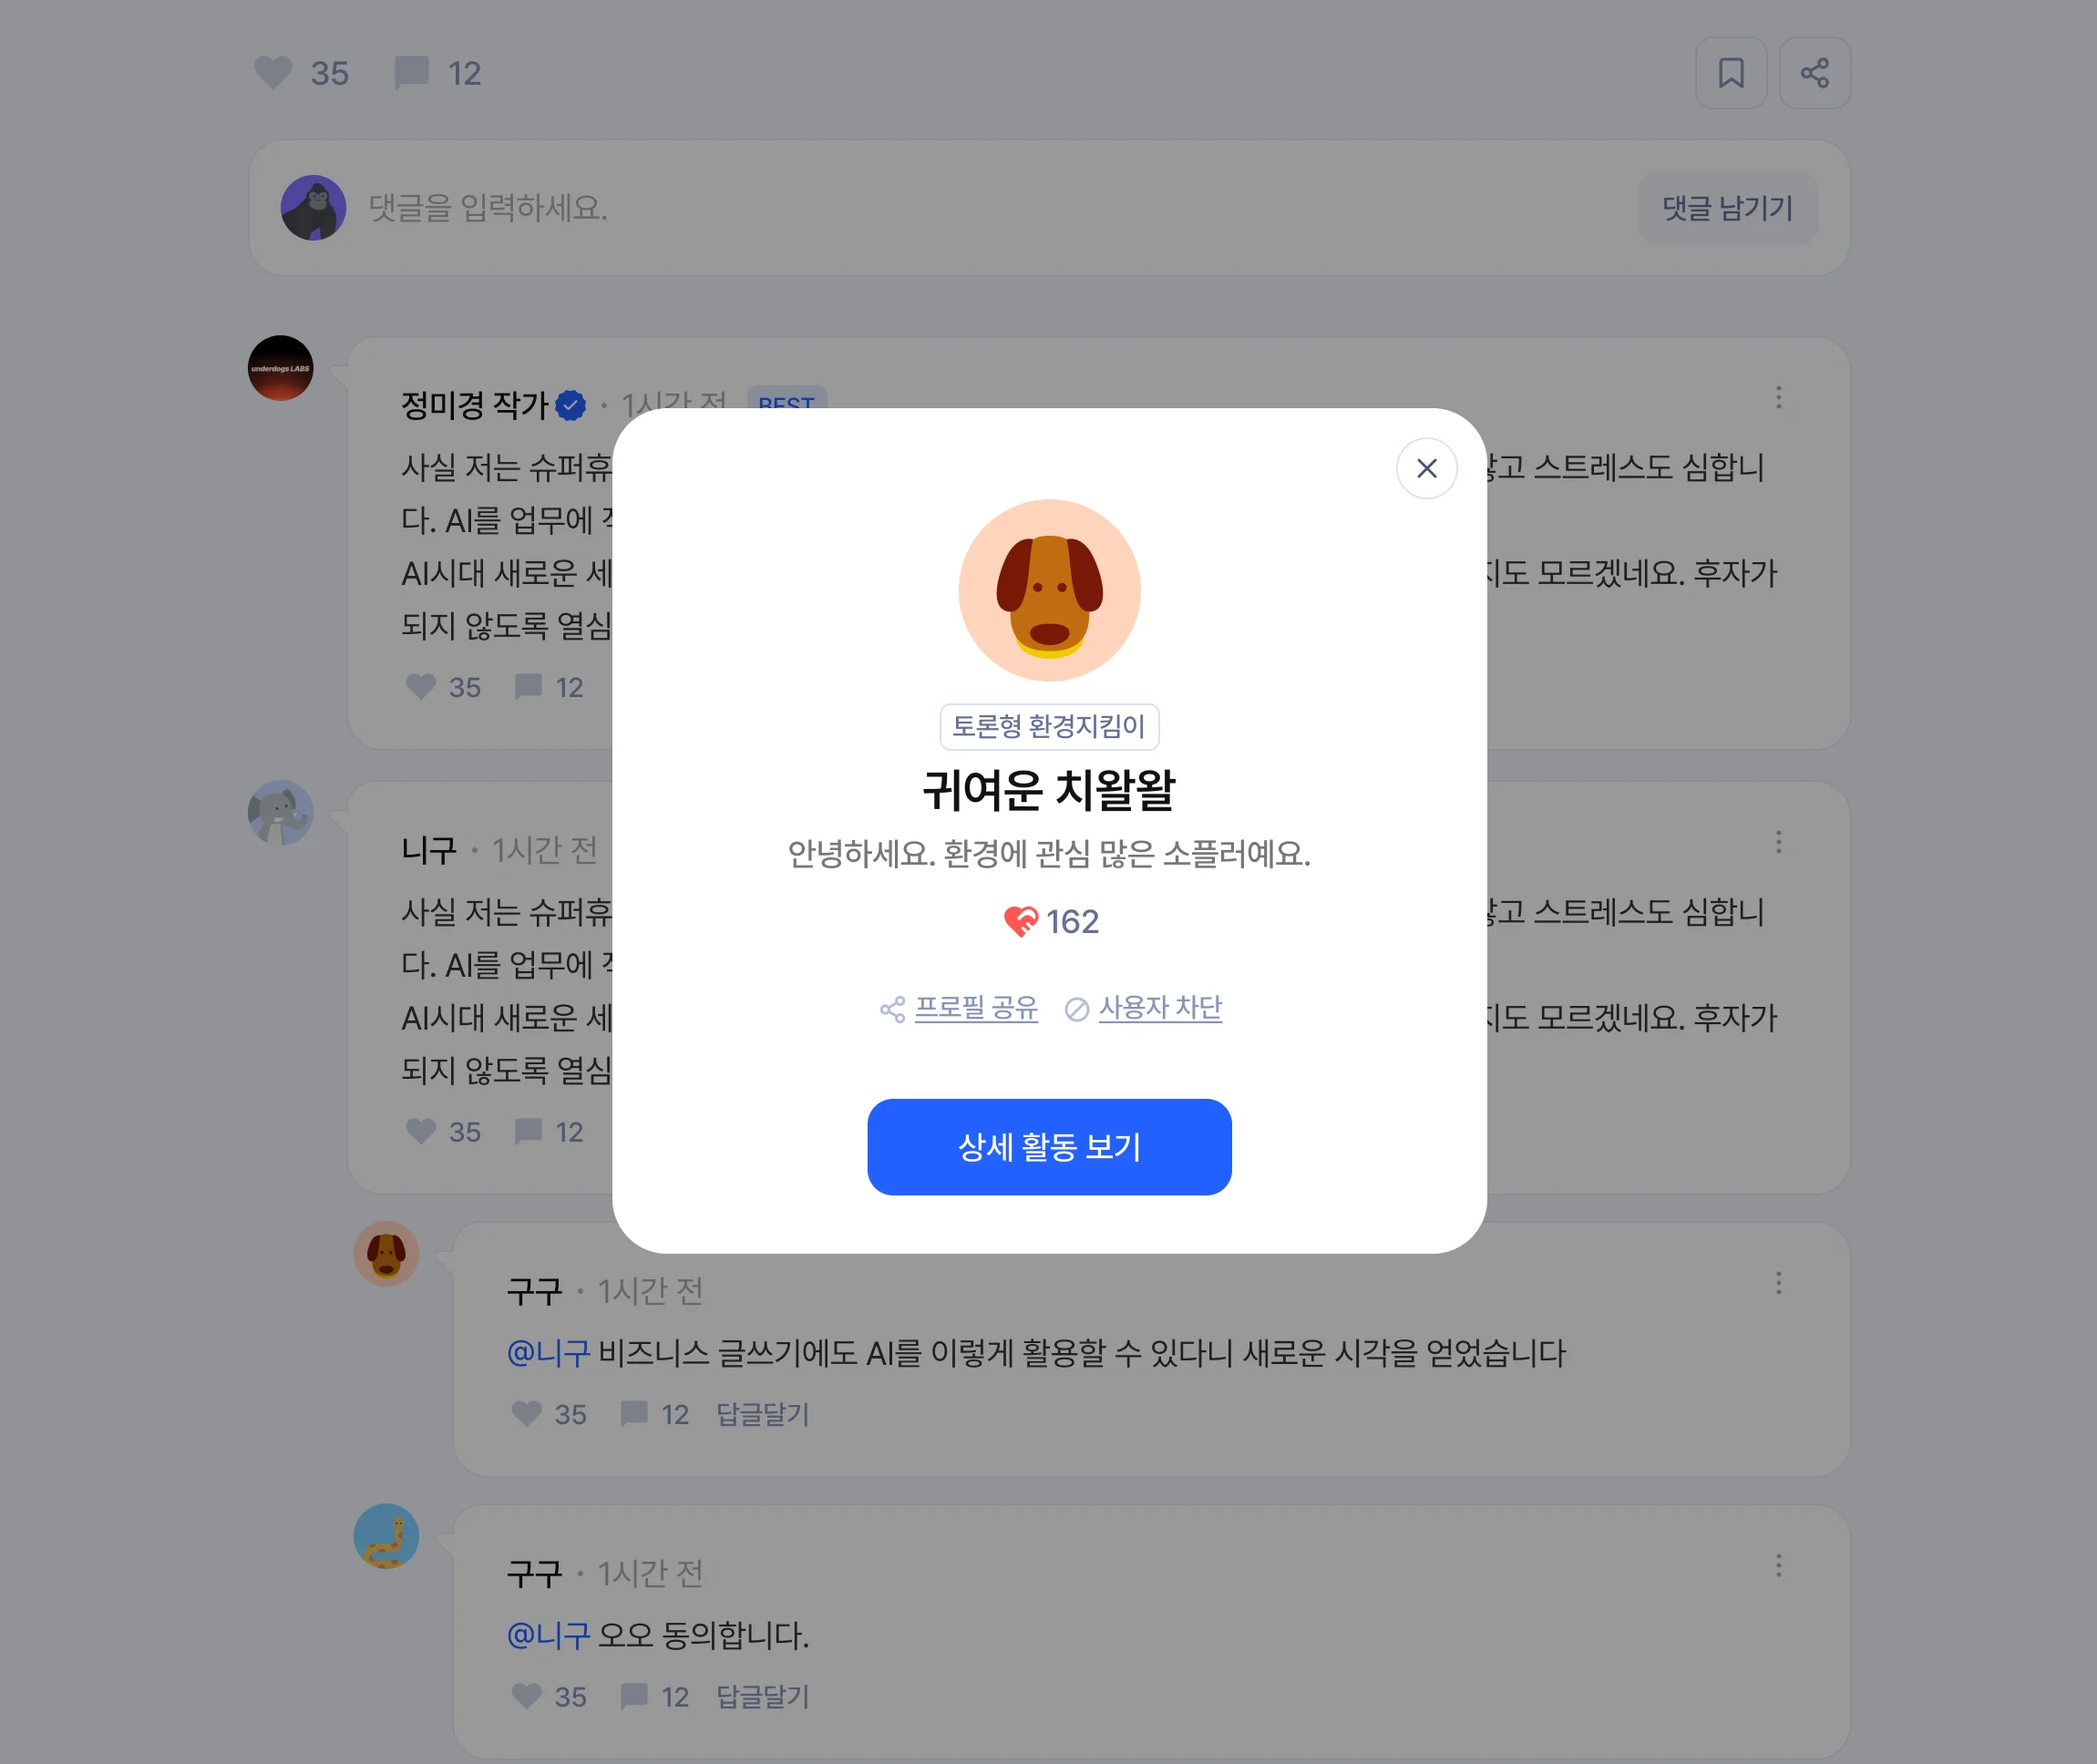 35 12
댓글을 입력하세요. 댓글 남기기
underdogs LABS
정미경 작가 · 1시간 전 BEST
사실 저는 슈퍼휴 고 스트레스도 심합니
다. AI를 업무에
AI시대 새로운 세 지도 모르겠네요. 후자가
되지 않도록 열심
35 12
토론형 환경지킴이
귀여운 치왈왈
안녕하세요. 환경에 관심 많은 소플러예요.
162
프로필 공유 사용자 차단
상세 활동 보기
니구 · 1시간 전
사실 저는 슈퍼휴 고 스트레스도 심합니
다. AI를 업무에
AI시대 새로운 세 지도 모르겠네요. 후자가
되지 않도록 열심
35 12
구구 · 1시간 전
@니구 비즈니스 글쓰기에도 AI를 이렇게 활용할 수 있다니 새로운 시각을 얻었습니다
35 12 답글달기
구구 · 1시간 전
@니구 오오 동의합니다.
35 12 답글달기